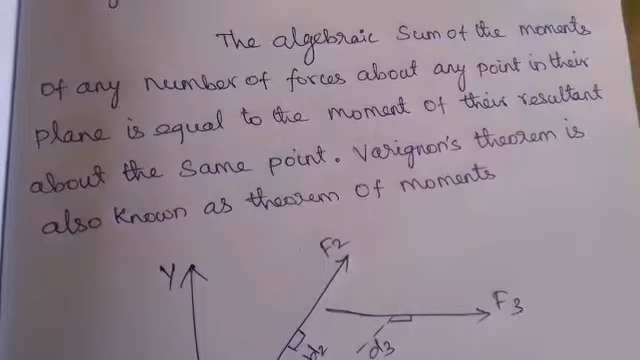 The algebraic Sum of the moments
of any number of forces about any point in their
plane is equal to the moment of their resultant
about the same point. Varignon's theorem is
also known as theorem of moments
F2
Y
F3
d2
d3